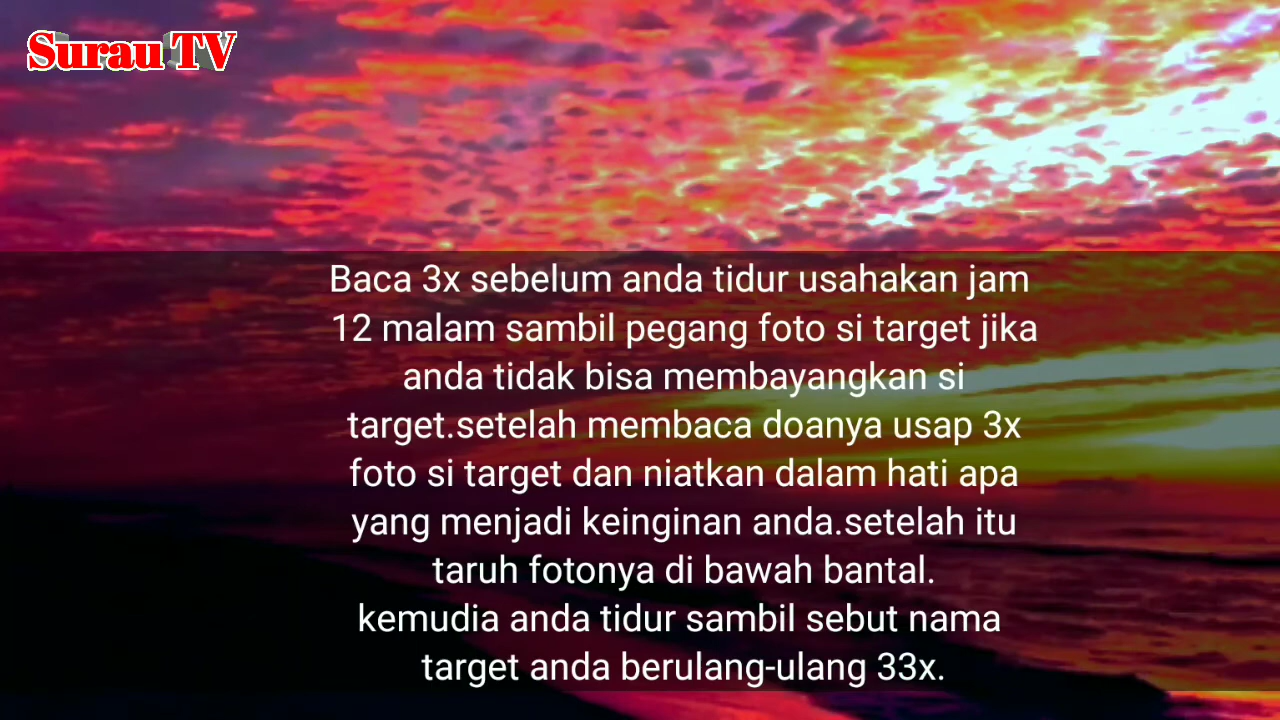 Surau TV
Baca 3x sebelum anda tidur usahakan jam
12 malam sambil pegang foto si target jika
anda tidak bisa membayangkan si
target.setelah membaca doanya usap 3x
foto si target dan niatkan dalam hati apa
yang menjadi keinginan anda.setelah itu
taruh fotonya di bawah bantal.
kemudia anda tidur sambil sebut nama
target anda berulang-ulang 33x.